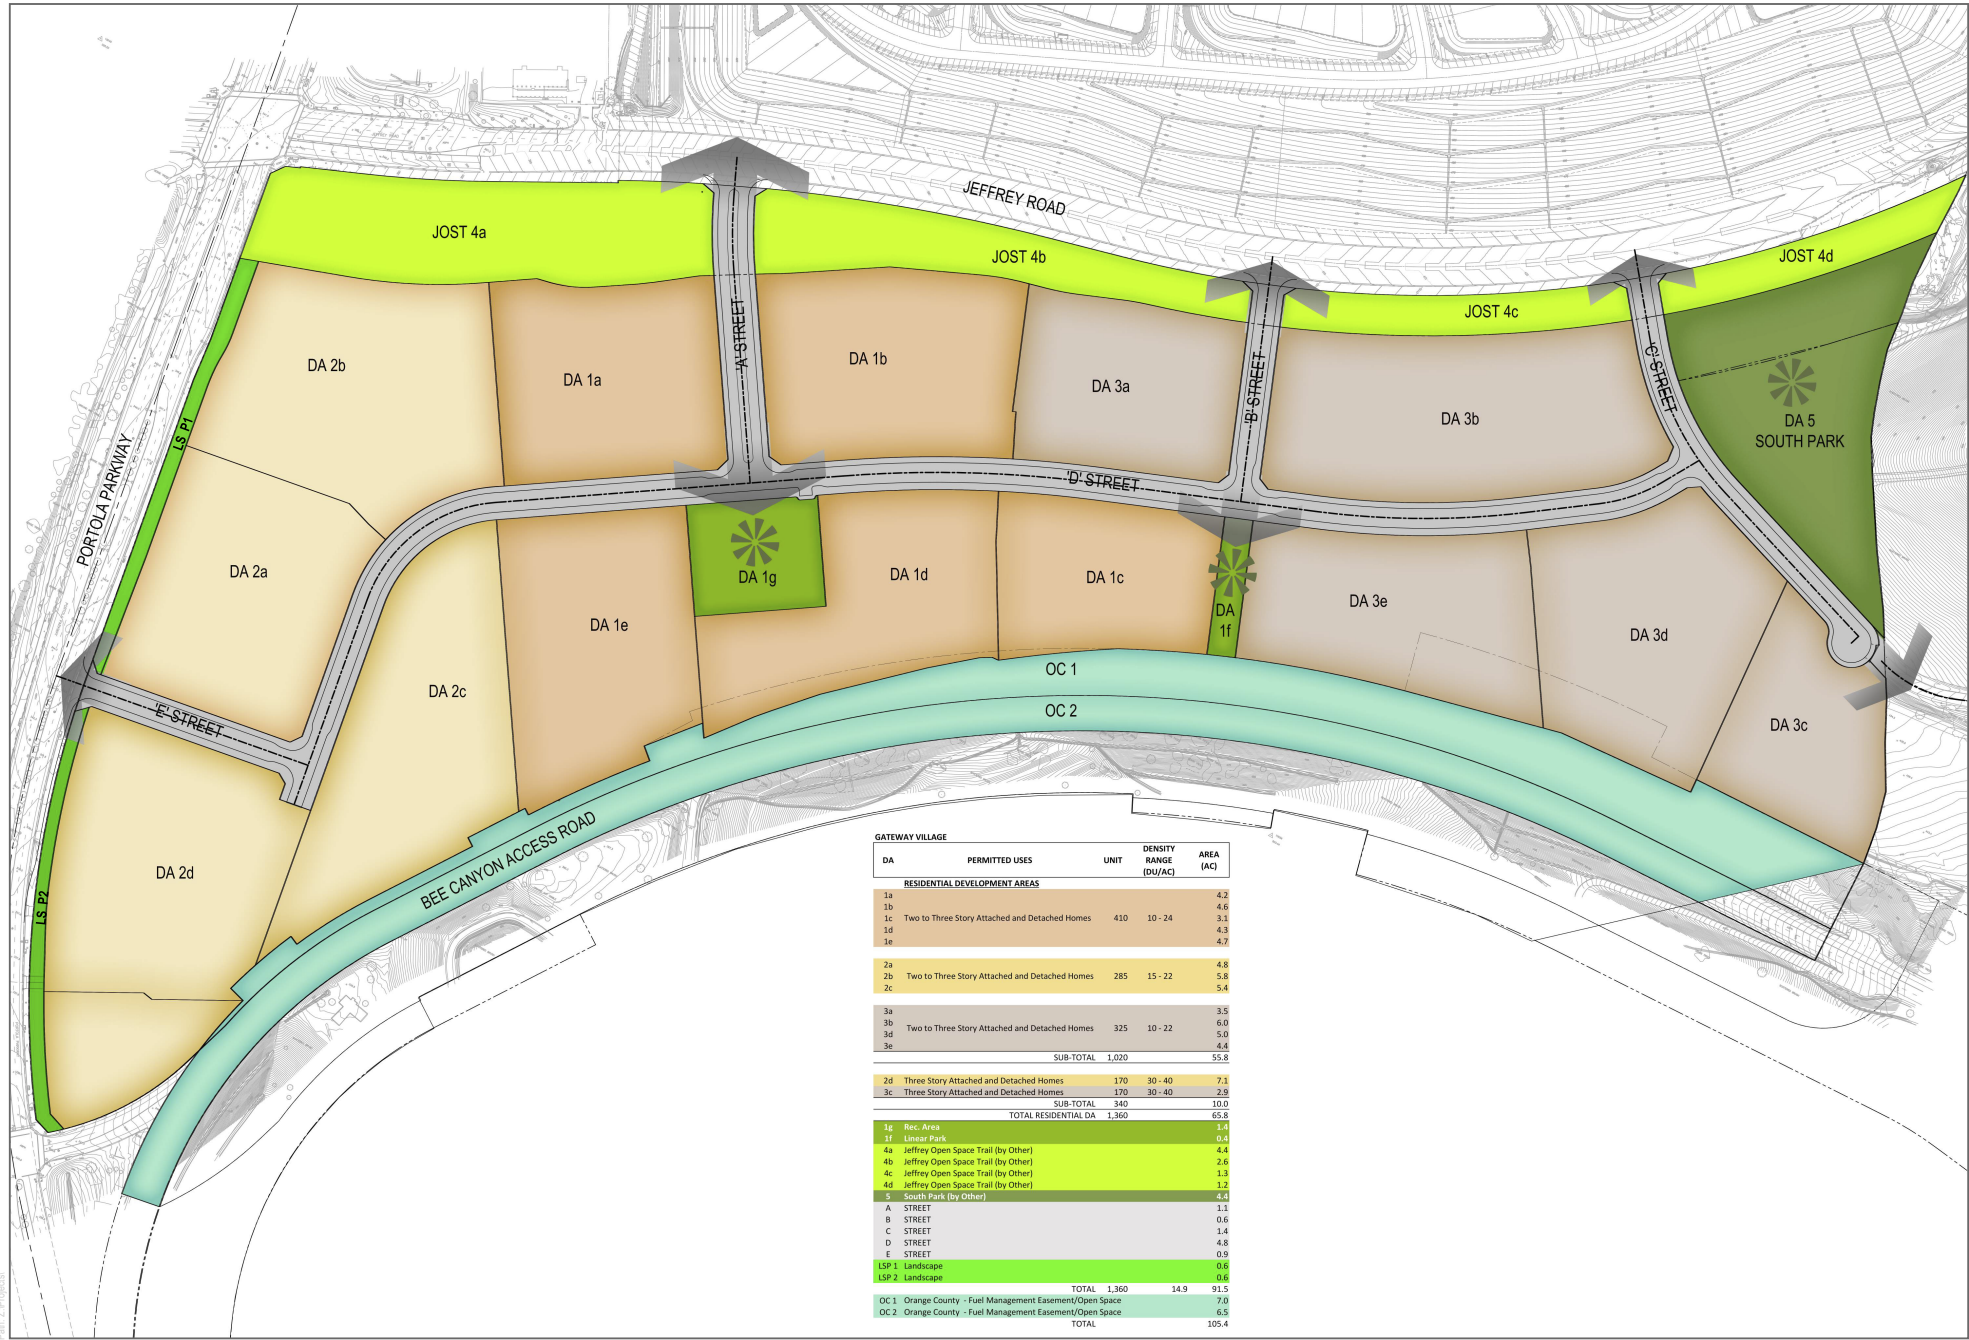 JEFFREY ROAD
JOST 4a
JOST 4b
JOST 4c
JOST 4d
DA 2b
DA 1a
'A' STREET
DA 1b
DA 3a
'B' STREET
DA 3b
'C' STREET
DA 5
SOUTH PARK
LS P1
PORTOLA PARKWAY
'D' STREET
DA 2a
DA 2c
DA 1e
DA 1g
DA 1d
DA 1c
DA
1f
DA 3e
DA 3d
DA 3c
'E' STREET
DA 2d
LS P2
OC 1
OC 2
BEE CANYON ACCESS ROAD
GATEWAY VILLAGE
DA PERMITTED USES UNIT DENSITY RANGE (DU/AC) AREA (AC)
RESIDENTIAL DEVELOPMENT AREAS
1a 4.2
1b 4.6
1c Two to Three Story Attached and Detached Homes 410 10 - 24 3.1
1d 4.3
1e 4.7
2a 4.8
2b Two to Three Story Attached and Detached Homes 285 15 - 22 5.8
2c 5.4
3a 3.5
3b 6.0
Two to Three Story Attached and Detached Homes 325 10 - 22
3d 5.0
3e 4.4
SUB-TOTAL 1,020 55.8
2d Three Story Attached and Detached Homes 170 30 - 40 7.1
3c Three Story Attached and Detached Homes 170 30 - 40 2.9
SUB-TOTAL 340 10.0
TOTAL RESIDENTIAL DA 1,360 65.8
1g Rec. Area 1.4
1f Linear Park 0.4
4a Jeffrey Open Space Trail (by Other) 4.4
4b Jeffrey Open Space Trail (by Other) 2.6
4c Jeffrey Open Space Trail (by Other) 1.3
4d Jeffrey Open Space Trail (by Other) 1.2
5 South Park (by Other) 4.4
A STREET 1.1
B STREET 0.6
C STREET 1.4
D STREET 4.8
E STREET 0.9
LSP 1 Landscape 0.6
LSP 2 Landscape 0.6
TOTAL 1,360 14.9 91.5
OC 1 Orange County - Fuel Management Easement/Open Space 7.0
OC 2 Orange County - Fuel Management Easement/Open Space 6.5
TOTAL 105.4